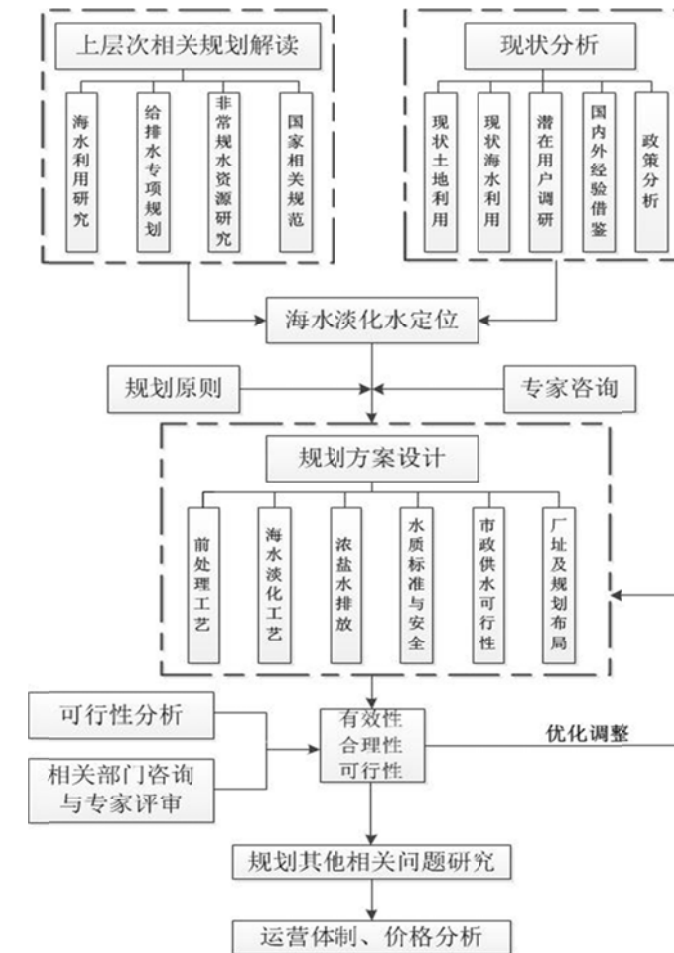 上层次相关规划解读
海水利用研究
给排水专项规划
非常规水资源研究
国家相关规范
现状分析
现状土地利用
现状海水利用
潜在用户调研
国内外经验借鉴
政策分析
海水淡化水定位
规划原则
专家咨询
规划方案设计
前处理工艺
海水淡化工艺
浓盐水排放
水质标准与安全
市政供水可行性
厂址及规划布局
可行性分析
相关部门咨询
与专家评审
有效性
合理性
可行性
优化调整
规划其他相关问题研究
运营体制、价格分析